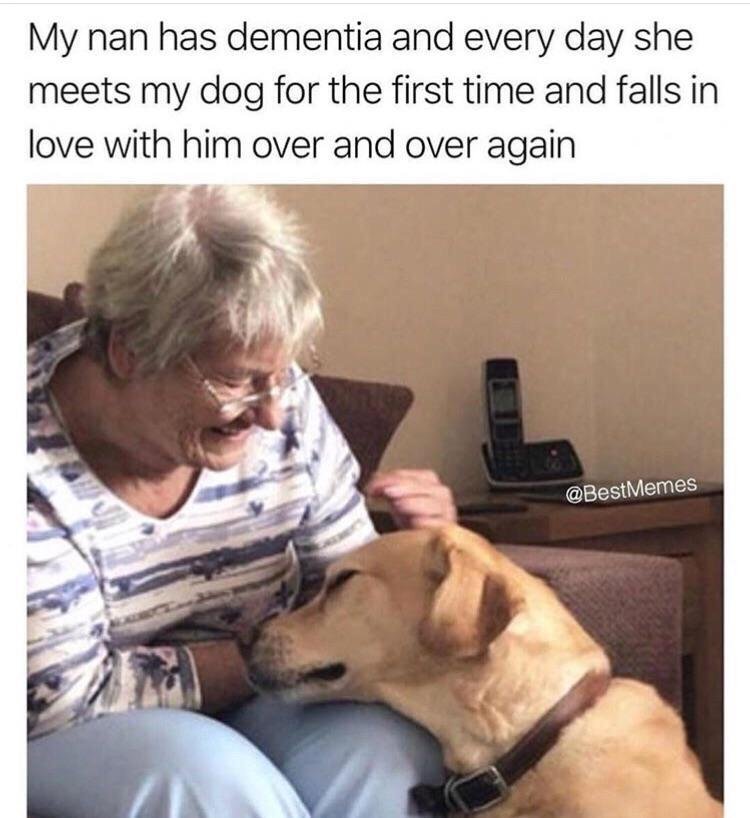 My nan has dementia and every day she
meets my dog for the first time and falls in
love with him over and over again
@BestMemes